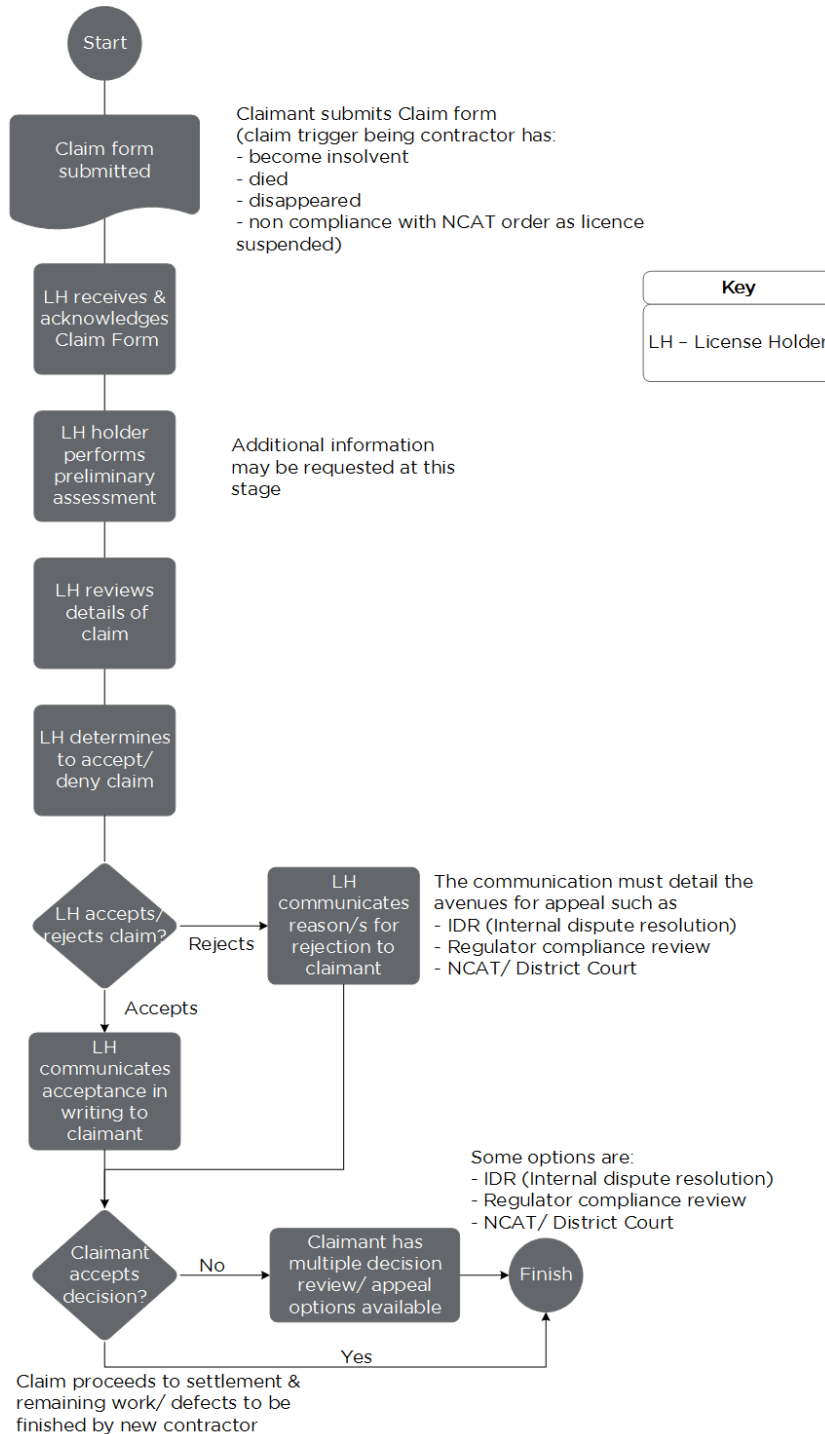 Start
Claim form
submitted
Claimant submits Claim form
(claim trigger being contractor has:
- become insolvent
- died
- disappeared
- non compliance with NCAT order as licence
suspended)
LH receives &
acknowledges
Claim Form
Key
LH – License Holder
LH holder
performs
preliminary
assessment
Additional information
may be requested at this
stage
LH reviews
details of
claim
LH determines
to accept/
deny claim
LH accepts/
rejects claim?
Rejects
LH
communicates
reason/s for
rejection to
claimant
The communication must detail the
avenues for appeal such as
- IDR (Internal dispute resolution)
- Regulator compliance review
- NCAT/ District Court
Accepts
LH
communicates
acceptance in
writing to
claimant
Some options are:
- IDR (Internal dispute resolution)
- Regulator compliance review
- NCAT/ District Court
Claimant
accepts
decision?
No
Claimant has
multiple decision
review/ appeal
options available
Finish
Yes
Claim proceeds to settlement &
remaining work/ defects to be
finished by new contractor